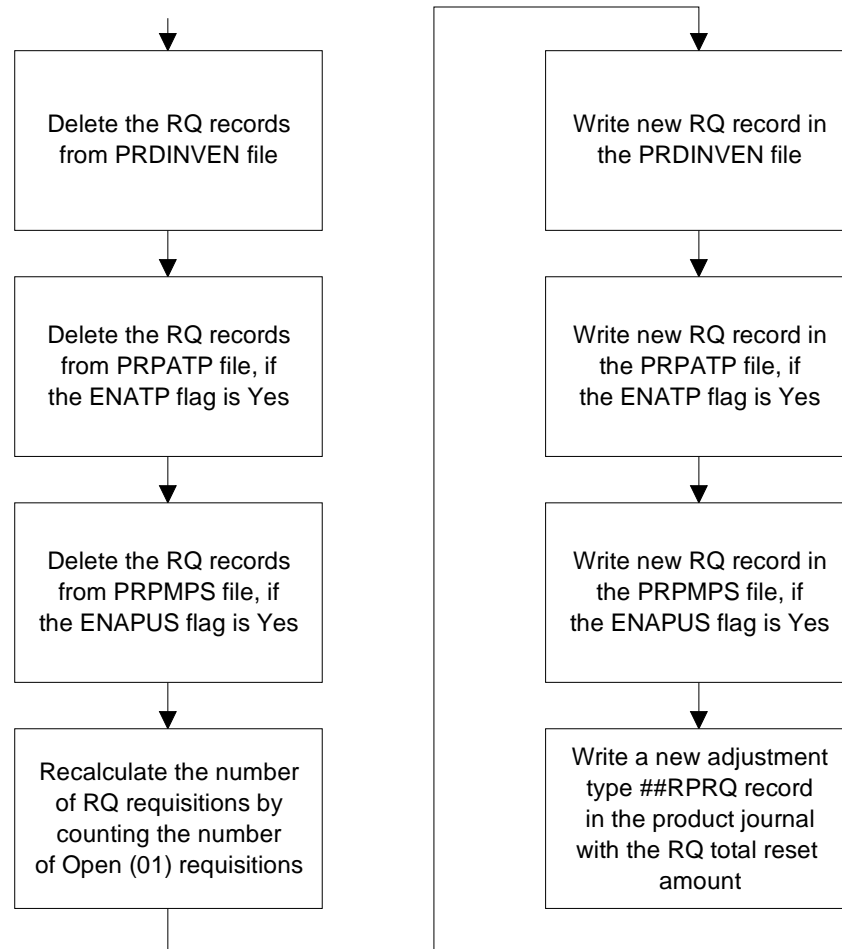 Delete the RQ records
from PRDINVEN file
Delete the RQ records
from PRPATP file, if
the ENATP flag is Yes
Delete the RQ records
from PRPMPS file, if
the ENAPUS flag is Yes
Recalculate the number
of RQ requisitions by
counting the number
of Open (01) requisitions
Write new RQ record in
the PRDINVEN file
Write new RQ record in
the PRPATP file, if
the ENATP flag is Yes
Write new RQ record in
the PRPMPS file, if
the ENAPUS flag is Yes
Write a new adjustment
type ##RPRQ record
in the product journal
with the RQ total reset
amount